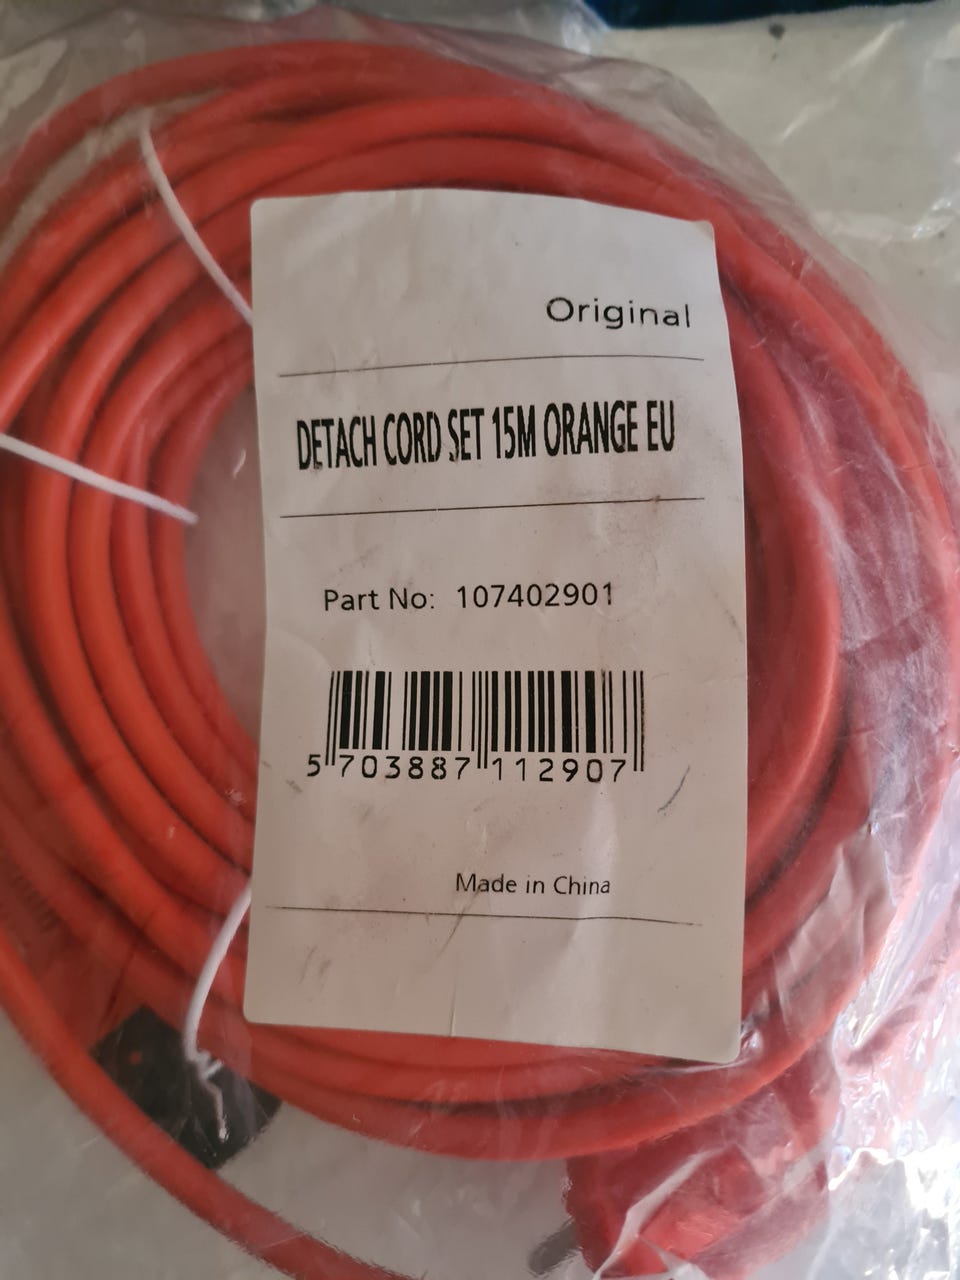 Original
DETACH CORD SET 15M ORANGE EU
Part No: 107402901
5 703887 112907
Made in China